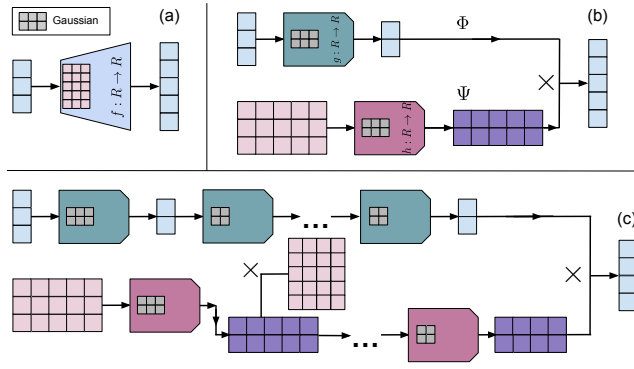 Gaussian
(a)
f : R → R
g : R → R
Φ
(b)
h : R → R
Ψ
×
...
(c)
×
×
...